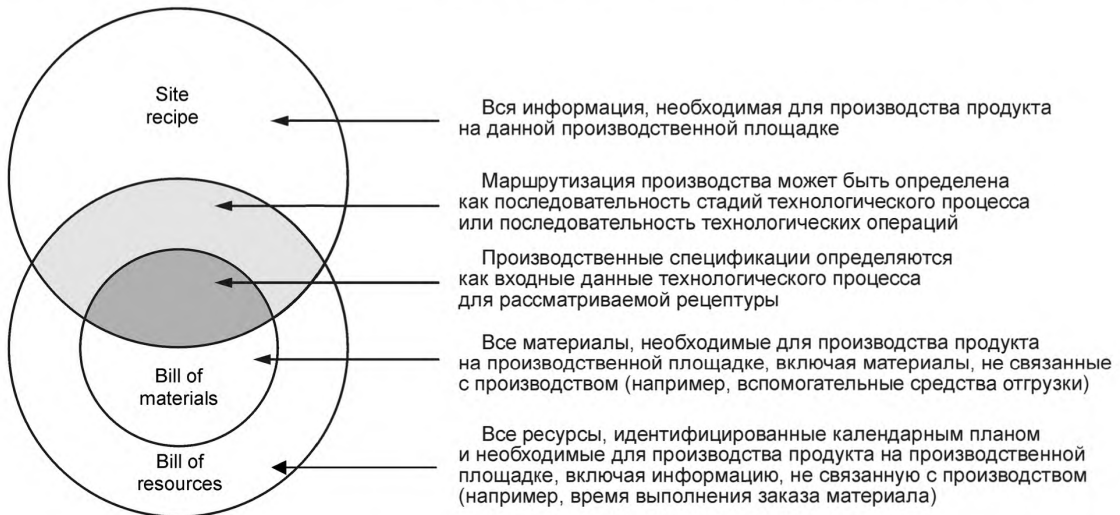 Site
recipe
Вся информация, необходимая для производства продукта
на данной производственной площадке
Маршрутизация производства может быть определена
как последовательность стадий технологического процесса
или последовательность технологических операций
Производственные спецификации определяются
как входные данные технологического процесса
для рассматриваемой рецептуры
Все материалы, необходимые для производства продукта
на производственной площадке, включая материалы, не связанные
с производством (например, вспомогательные средства отгрузки)
Bill of
materials
Все ресурсы, идентифицированные календарным планом
и необходимые для производства продукта на производственной
площадке, включая информацию, не связанную с производством
(например, время выполнения заказа материала)
Bill of
resources